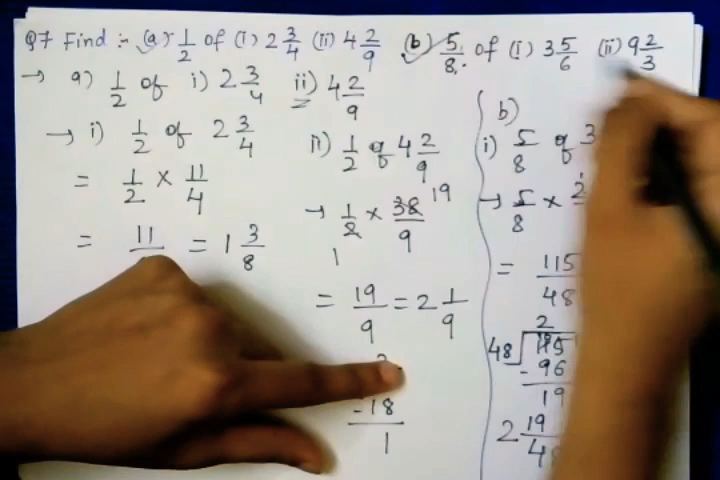 Q7 Find :- (a) 1/2 of (i) 2 3/4 (ii) 4 2/9 (b) 5/8 of (i) 3 5/6 (ii) 9 2/3
→ a) 1/2 of i) 2 3/4 ii) 4 2/9
→ i) 1/2 of 2 3/4
= 1/2 × 11/4
= 11 = 1 3/8
ii) 1/2 of 4 2/9
→ 1/2 × 38/9 19
1
= 19/9 = 2 1/9
- 18
1
b)
i) 5/8 of 3
→ 5/8 × 2
= 115/48
2
48
- 96
19
2 19/4